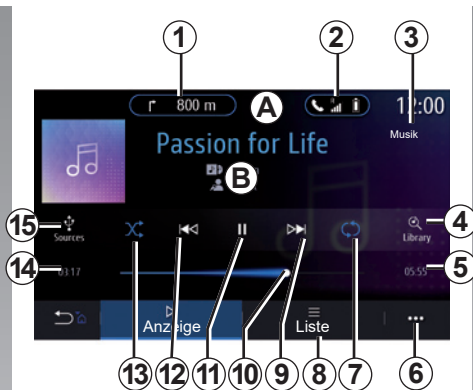 1 2 3
800 m A 12:00
Passion for Life
Musik
B
15 Sources Library 4
14 03:17 05:55 5
Anzeige Liste
13 12 11 10 9 8 7 6